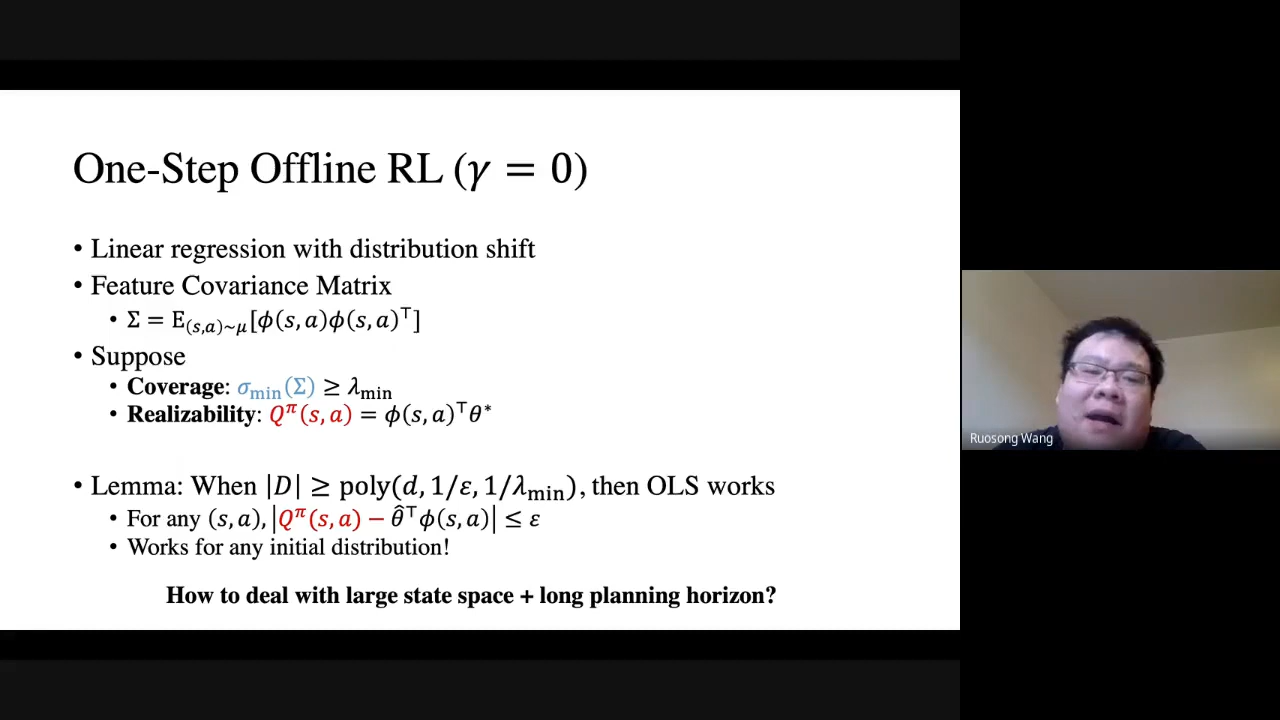 One-Step Offline RL (γ = 0)
• Linear regression with distribution shift
• Feature Covariance Matrix
• Σ = E₍ₛ,ₐ₎~μ[ϕ(s, a)ϕ(s, a)⊤]
• Suppose
• Coverage: σmin(Σ) ≥ λmin
• Realizability: Qπ(s, a) = ϕ(s, a)⊤θ*
• Lemma: When |D| ≥ poly(d, 1/ε, 1/λmin), then OLS works
• For any (s, a), |Qπ(s, a) − θ̂⊤ϕ(s, a)| ≤ ε
• Works for any initial distribution!
How to deal with large state space + long planning horizon?
Ruosong Wang